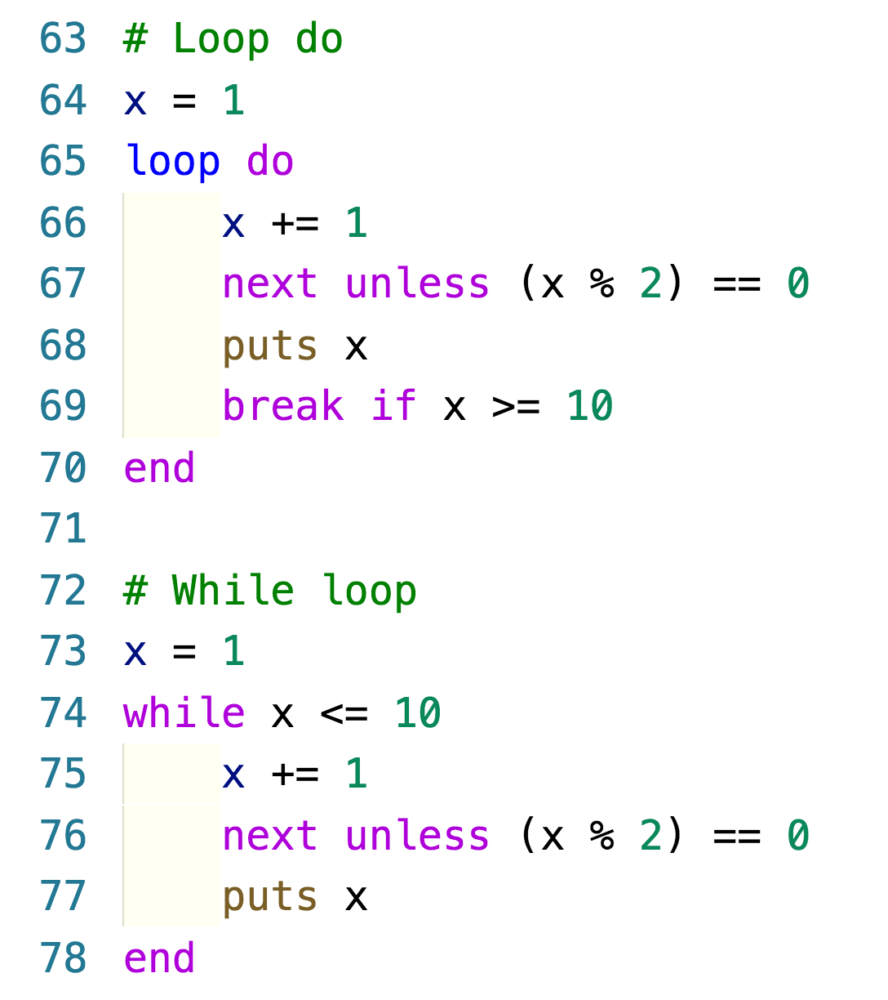 63 # Loop do
64 x = 1
65 loop do
66     x += 1
67     next unless (x % 2) == 0
68     puts x
69     break if x >= 10
70 end
71
72 # While loop
73 x = 1
74 while x <= 10
75     x += 1
76     next unless (x % 2) == 0
77     puts x
78 end